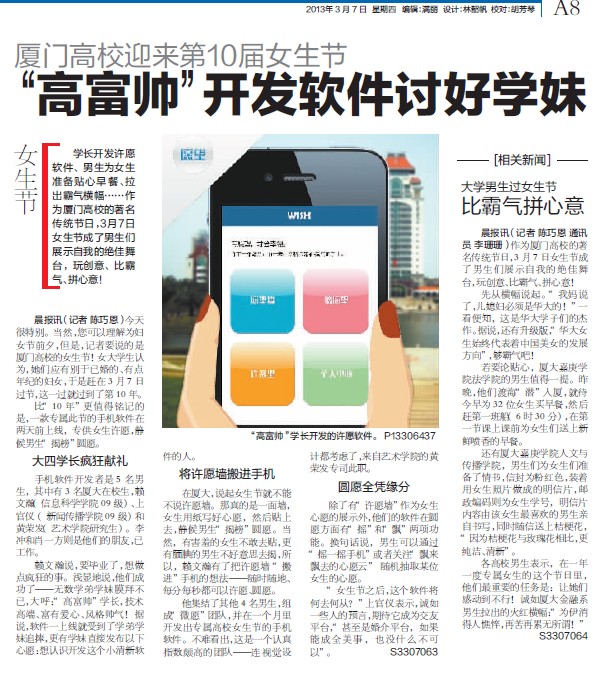 2013年3月7日 星期四 编辑:满丽 设计:林韶帆 校对:胡芳琴
A8
厦门高校迎来第10届女生节
“高富帅”开发软件讨好学妹
女生节
学长开发许愿
软件、男生为女生
准备贴心早餐、拉
出霸气横幅……作
为厦门高校的著名
传统节日,3月7日
女生节成了男生们
展示自我的绝佳舞
台，玩创意、比霸
气、拼心意!
晨报讯(记者 陈巧恩)今天
很特别。当然,您可以理解为妇
女节前夕,但是,记者要说的是
厦门高校的女生节! 女大学生认
为,她们应有别于已婚的、有点
年纪的妇女,于是赶在3月7日
过节,这一过就过到了第10年。
比“10年”更值得铭记的
是,一款专属此节的手机软件在
两天前上线，专供女生许愿,静
候男生“揭榜”圆愿。
大四学长疯狂献礼
手机软件开发者是5名男
生，其中有3名厦大在校生,赖
文瀚(信息科学学院09级)、上
官仪(新闻传播学院09级)和
黄荣发(艺术学院研究生)。李
冲和肖一方则是他们的朋友,已
工作。
赖文瀚说,要毕业了,想做
点疯狂的事。浅显地说,他们成
功了——无数学弟学妹膜拜不
已,大呼:“高富帅”学长,技术
高端、富有爱心、风格帅气! 据
说,软件一上线就受到了学弟学
妹追捧,更有学妹直接发布以下
心愿:想认识开发这个小清新软
愿望
WISH
愿望墙
个人中心
“高富帅”学长开发的许愿软件。 P13306437
件的人。
将许愿墙搬进手机
在厦大,说起女生节就不能
不说许愿墙。那真的是一面墙,
女生用纸写好心愿，然后贴上
去,静侯男生“揭榜”圆愿。当
然，有害羞的女生不敢去贴,更
有腼腆的男生不好意思去揭,所
以，赖文瀚有了把许愿墙“搬
进”手机的想法——随时随地、
每分每秒都可以许愿、圆愿。
他集结了其他4名男生,组
成“微愿”团队,并在一个月里
开发出专属高校女生节的手机
软件。不难看出,这是一个认真
指数颇高的团队——连视觉设
计都考虑了,来自艺术学院的黄
荣发专司此职。
圆愿全凭缘分
除了有“许愿墙”作为女生
心愿的展示外,他们的软件在圆
愿方面有“摇”和“飘”两项功
能。换句话说，男生可以通过
“摇一摇手机”或者关注“飘来
飘去的心愿云”随机抽取某位
女生的心愿。
“女生节之后,这个软件将
何去何从? ”上官仪表示,诚如
一些人的预言,期待它成为交友
平台,“甚至是婚介平台，如果
能成全美事，也没什么不可
以”。 S3307063
[相关新闻]
大学男生过女生节
比霸气拼心意
晨报讯(记者 陈巧恩 通讯
员 李珊珊)作为厦门高校的著
名传统节日,3月7日女生节成
了男生们展示自我的绝佳舞
台,玩创意、比霸气、拼心意!
先从横幅说起。“我妈说
了,儿媳妇必须是华大的! ”一
看便知，这是华大学子们的杰
作。据说,还有升级版,“华大女
生始终代表着中国美女的发展
方向”,够霸气吧!
若要论贴心，厦大嘉庚学
院法学院的男生值得一提。昨
晚,他们渡海“潜”入厦,就待
今早为32位女生买早餐,然后
赶第一班船(6时30分),在第
一节课上课前为女生们送上新
鲜喷香的早餐。
还有厦大嘉庚学院人文与
传播学院，男生们为女生们准
备了情书,信封为粉红色,装着
用女生照片做成的明信片,邮
政编码则为女生学号，明信片
内容由该女生最喜欢的男生亲
自书写,同时随信送上桔梗花,
“因为桔梗花与玫瑰花相比,更
纯洁、清新”。
各高校男生表示，在一年
一度专属女生的这个节日里,
他们最重要的任务是: 让她们
感动到不行! 诚如厦大金融系
男生拉出的火红横幅:“为伊消
得人憔悴,再苦再累无所谓! ”
S3307064